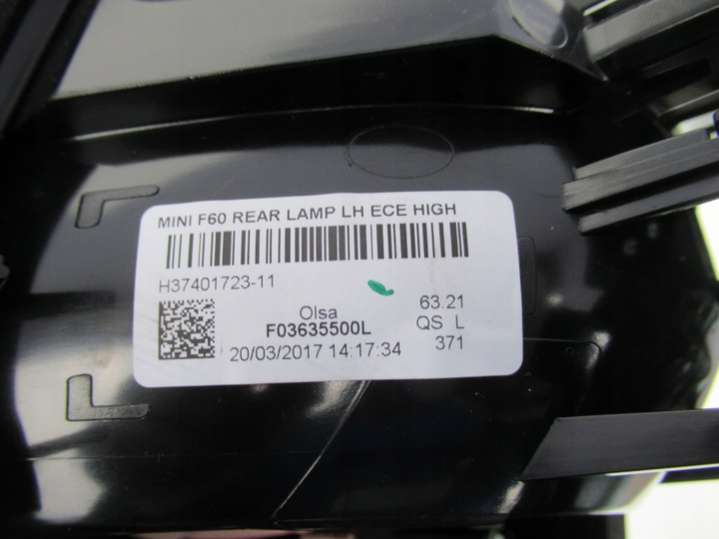 MINI F60 REAR LAMP LH ECE HIGH
H37401723-11
Olsa 63.21
F03635500L QS L
20/03/2017 14:17:34 371